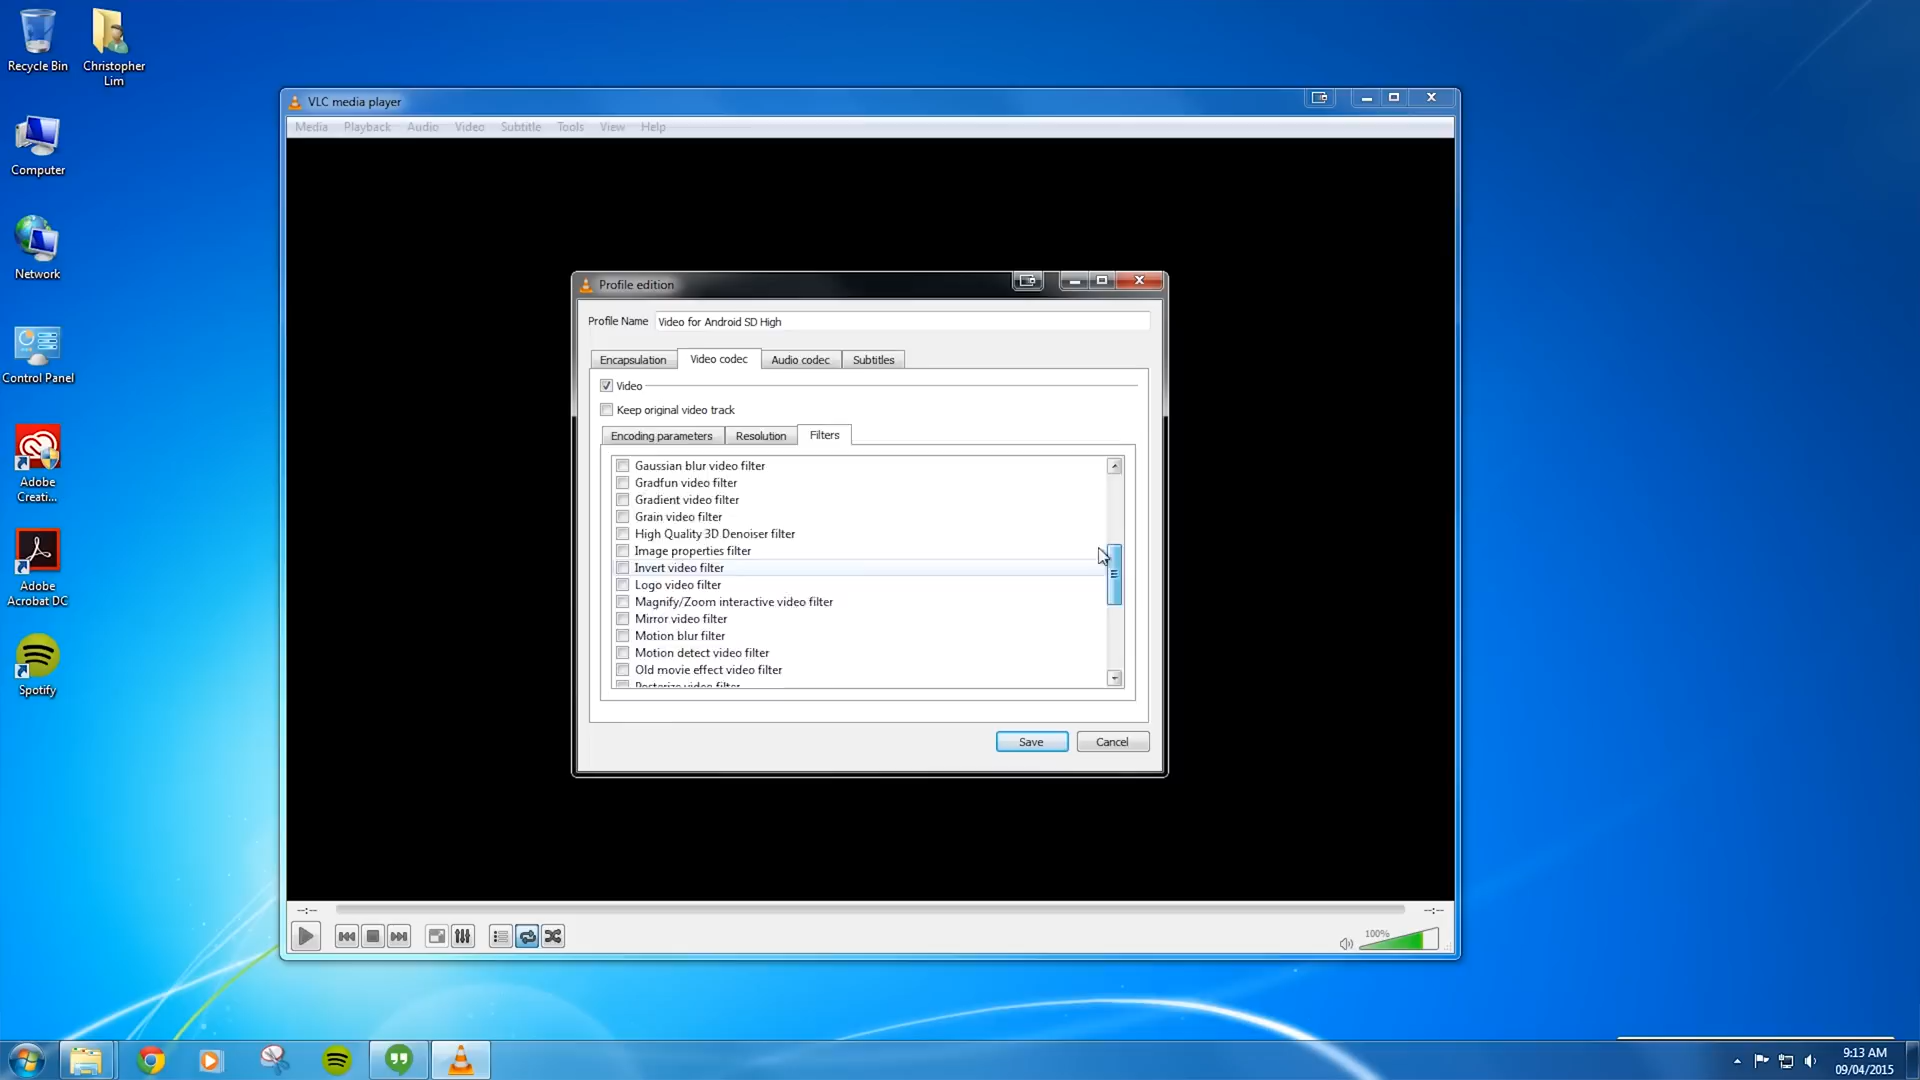 Recycle Bin
Christopher
Lim
Computer
Network
Control Panel
Adobe
Creati...
Adobe
Acrobat DC
Spotify
VLC media player
Media Playback Audio Video Subtitle Tools View Help
Profile edition
Profile Name Video for Android SD High
Encapsulation Video codec Audio codec Subtitles
Video
Keep original video track
Encoding parameters Resolution Filters
Gaussian blur video filter
Gradfun video filter
Gradient video filter
Grain video filter
High Quality 3D Denoiser filter
Image properties filter
Invert video filter
Logo video filter
Magnify/Zoom interactive video filter
Mirror video filter
Motion blur filter
Motion detect video filter
Old movie effect video filter
Posterize video filter
Save Cancel
--:-- --:--
100%
9:13 AM
09/04/2015